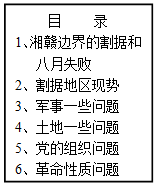 目 录
1、湘赣边界的割据和
八月失败
2、割据地区现势
3、军事一些问题
4、土地一些问题
5、党的组织问题
6、革命性质问题